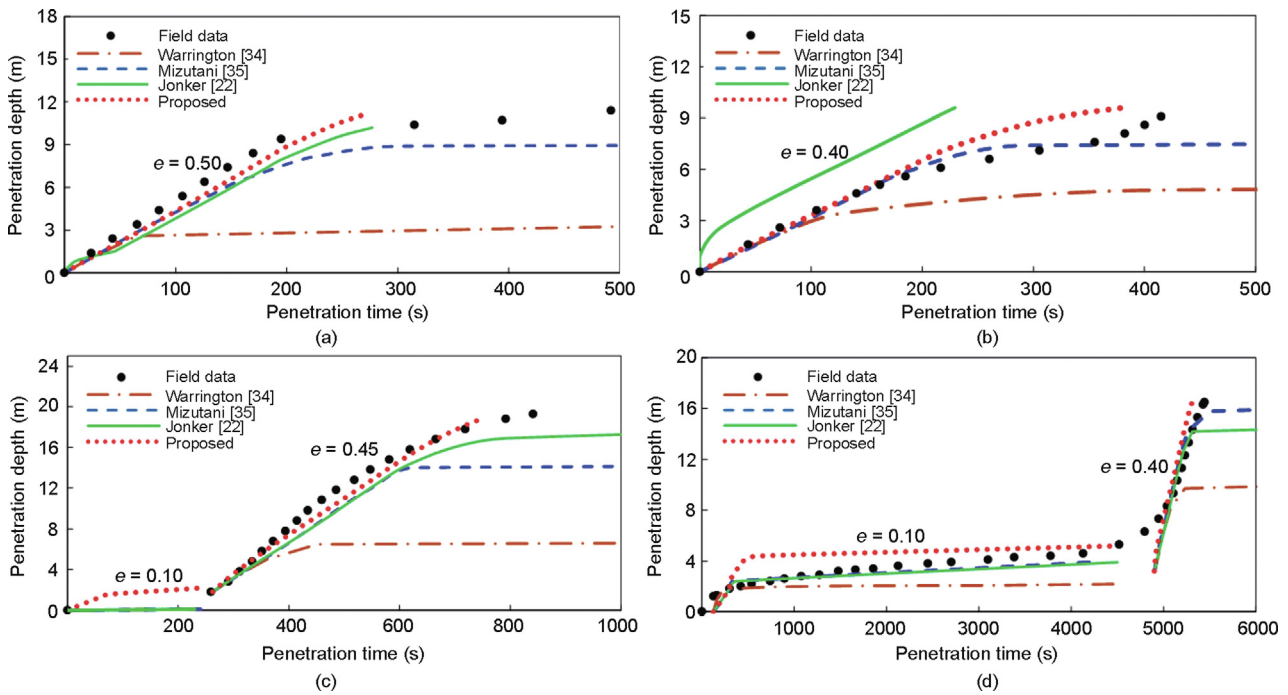 18
15
12
9
6
3
0
Penetration depth (m)
Field data
Warrington [34]
Mizutani [35]
Jonker [22]
Proposed
e = 0.50
100 200 300 400 500
Penetration time (s)
(a)
15
12
9
6
3
0
Penetration depth (m)
Field data
Warrington [34]
Mizutani [35]
Jonker [22]
Proposed
e = 0.40
100 200 300 400 500
Penetration time (s)
(b)
24
20
16
12
8
4
0
Penetration depth (m)
Field data
Warrington [34]
Mizutani [35]
Jonker [22]
Proposed
e = 0.45
e = 0.10
200 400 600 800 1000
Penetration time (s)
(c)
20
16
12
8
4
0
Penetration depth (m)
Field data
Warrington [34]
Mizutani [35]
Jonker [22]
Proposed
e = 0.40
e = 0.10
1000 2000 3000 4000 5000 6000
Penetration time (s)
(d)